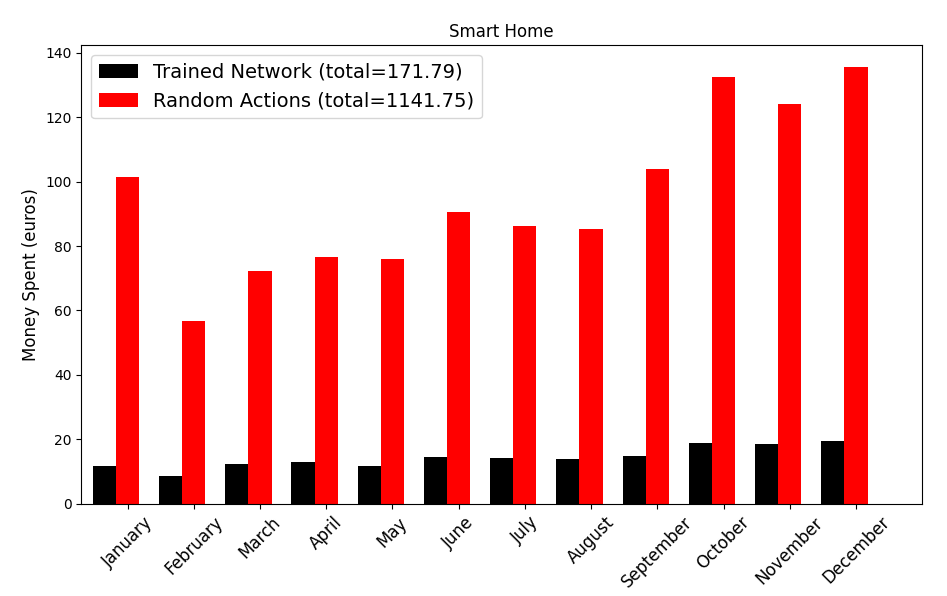 Smart Home
Trained Network (total=171.79)
Random Actions (total=1141.75)
Money Spent (euros)
140
120
100
80
60
40
20
0
January
February
March
April
May
June
July
August
September
October
November
December